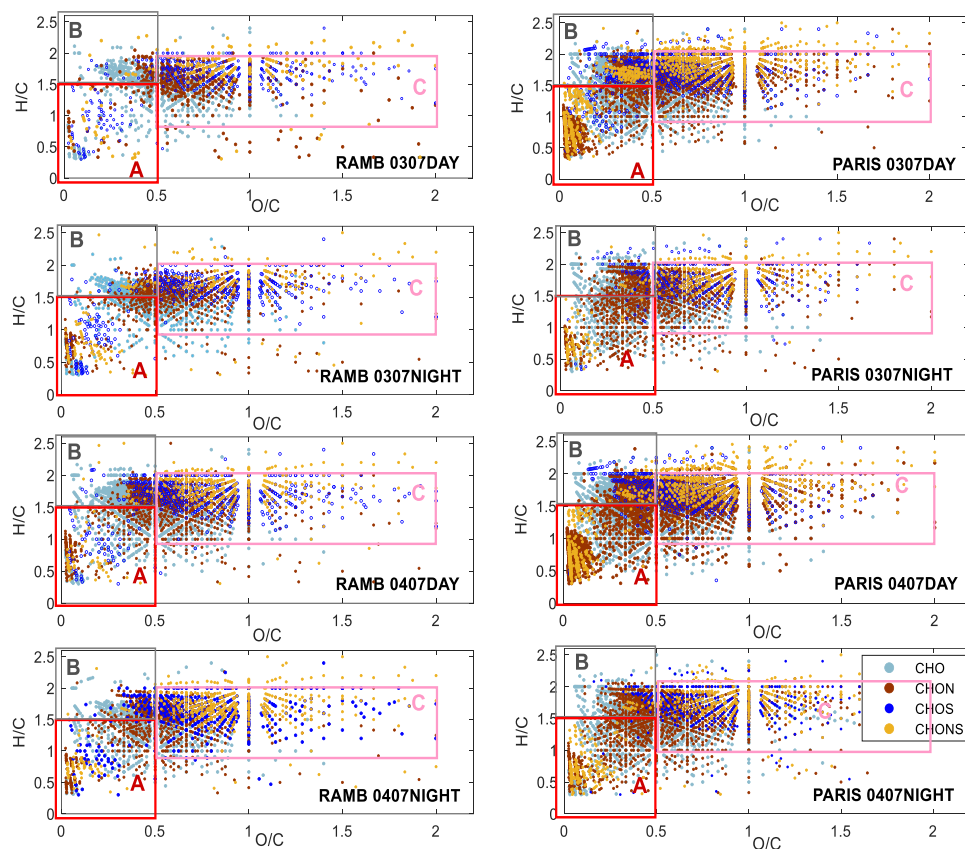 2.5
B
2
1.5
H/C
1
C
0.5
A
RAMB 0307DAY
0
0 0.5 1 1.5 2
O/C
2.5
B
2
1.5
H/C
1
C
0.5
A
PARIS 0307DAY
0
0 0.5 1 1.5 2
O/C
2.5
B
2
1.5
H/C
1
C
0.5
A
RAMB 0307NIGHT
0
0 0.5 1 1.5 2
O/C
2.5
B
2
1.5
H/C
1
C
0.5
A
PARIS 0307NIGHT
0
0 0.5 1 1.5 2
O/C
2.5
B
2
1.5
H/C
1
C
0.5
A
RAMB 0407DAY
0
0 0.5 1 1.5 2
O/C
2.5
B
2
1.5
H/C
1
C
0.5
A
PARIS 0407DAY
0
0 0.5 1 1.5 2
O/C
2.5
B
2
1.5
H/C
1
C
0.5
A
RAMB 0407NIGHT
0
0 0.5 1 1.5 2
O/C
2.5
B
2
1.5
H/C
1
C
0.5
A
CHO
CHON
CHOS
CHONS
PARIS 0407NIGHT
0
0 0.5 1 1.5 2
O/C